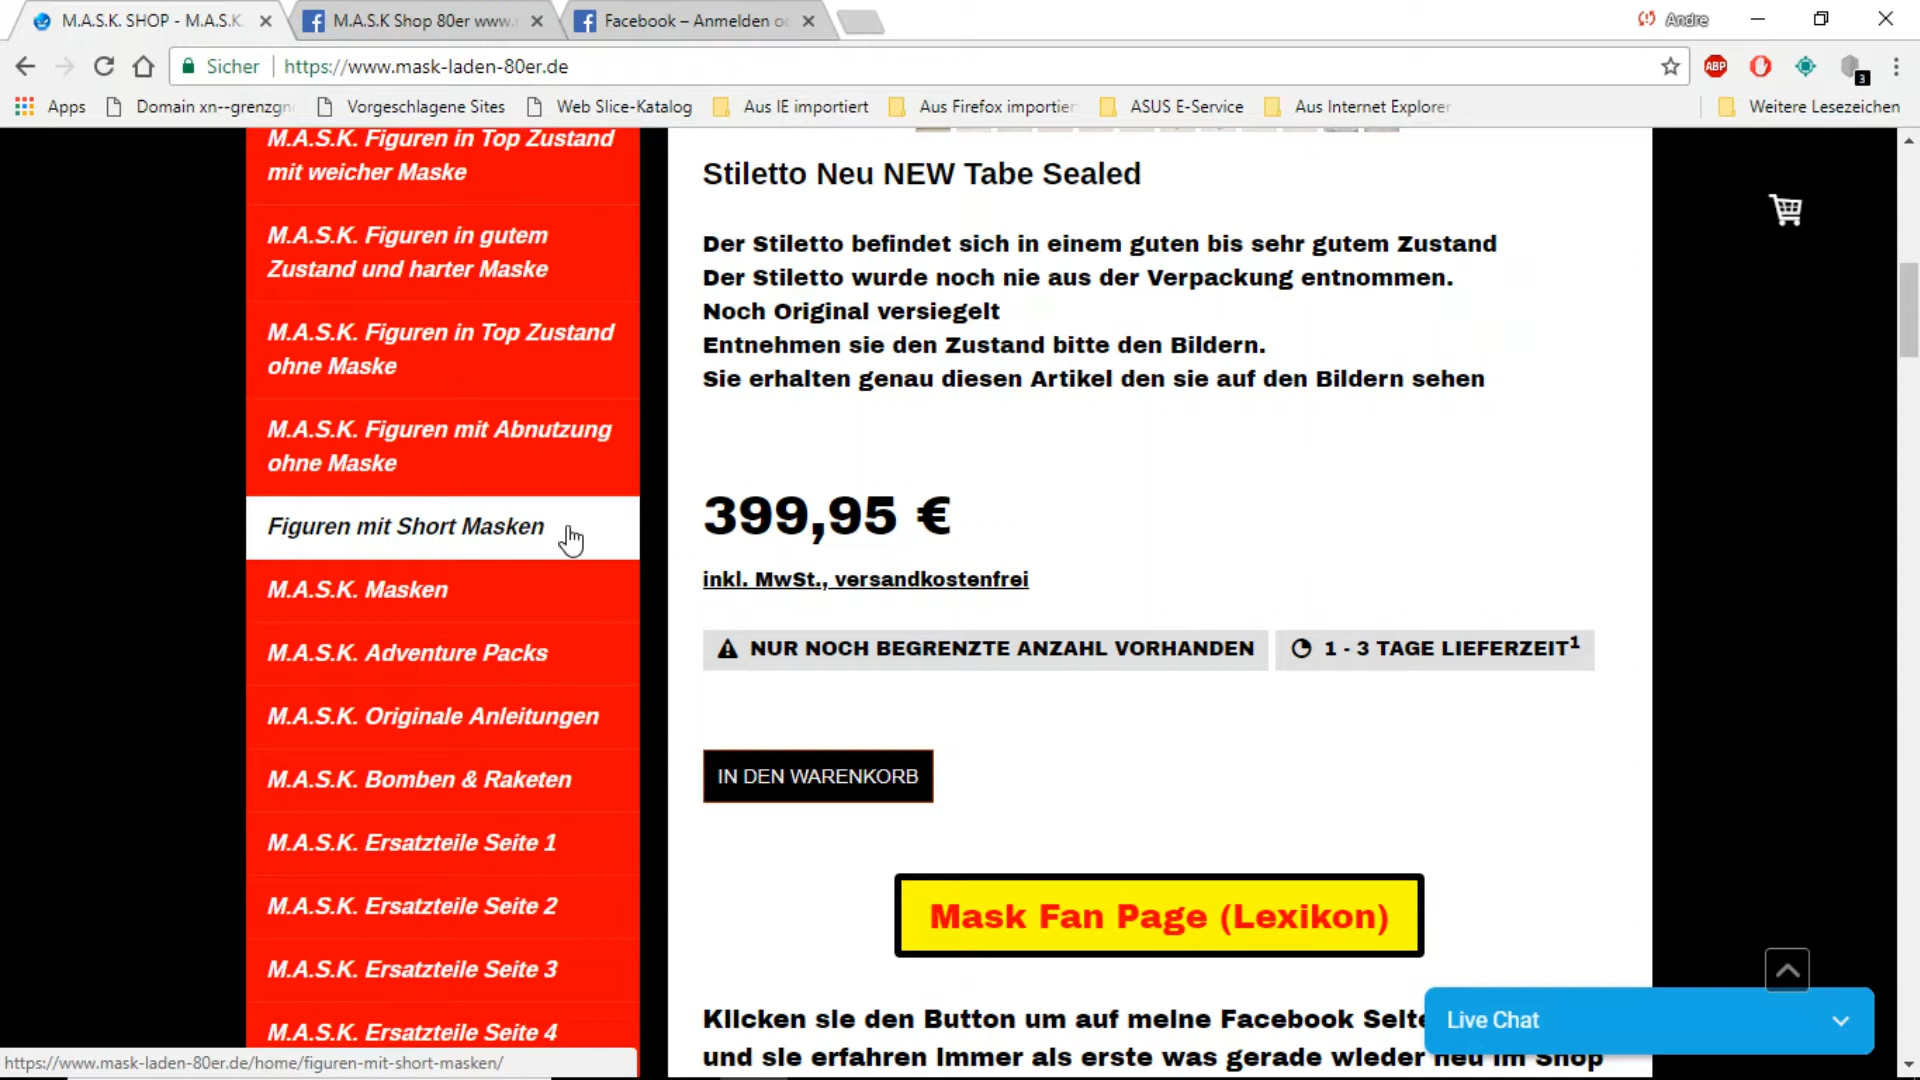 M.A.S.K. SHOP - M.A.S.K.
M.A.S.K Shop 80er www.
Facebook – Anmelden o
Andre
Sicher
https://www.mask-laden-80er.de
ABP
3
Apps
Domain xn--grenzgn
Vorgeschlagene Sites
Web Slice-Katalog
Aus IE importiert
Aus Firefox importier
ASUS E-Service
Aus Internet Explorer
Weitere Lesezeichen
M.A.S.K. Figuren in Top Zustand
mit weicher Maske
M.A.S.K. Figuren in gutem
Zustand und harter Maske
M.A.S.K. Figuren in Top Zustand
ohne Maske
M.A.S.K. Figuren mit Abnutzung
ohne Maske
Figuren mit Short Masken
M.A.S.K. Masken
M.A.S.K. Adventure Packs
M.A.S.K. Originale Anleitungen
M.A.S.K. Bomben & Raketen
M.A.S.K. Ersatzteile Seite 1
M.A.S.K. Ersatzteile Seite 2
M.A.S.K. Ersatzteile Seite 3
M.A.S.K. Ersatzteile Seite 4
https://www.mask-laden-80er.de/home/figuren-mit-short-masken/
Stiletto Neu NEW Tabe Sealed
Der Stiletto befindet sich in einem guten bis sehr gutem Zustand
Der Stiletto wurde noch nie aus der Verpackung entnommen.
Noch Original versiegelt
Entnehmen sie den Zustand bitte den Bildern.
Sie erhalten genau diesen Artikel den sie auf den Bildern sehen
399,95 €
inkl. MwSt., versandkostenfrei
NUR NOCH BEGRENZTE ANZAHL VORHANDEN
1 - 3 TAGE LIEFERZEIT¹
IN DEN WARENKORB
Mask Fan Page (Lexikon)
Klicken sie den Button um auf meine Facebook Seite
und sie erfahren immer als erste was gerade wieder neu im Shop
Live Chat